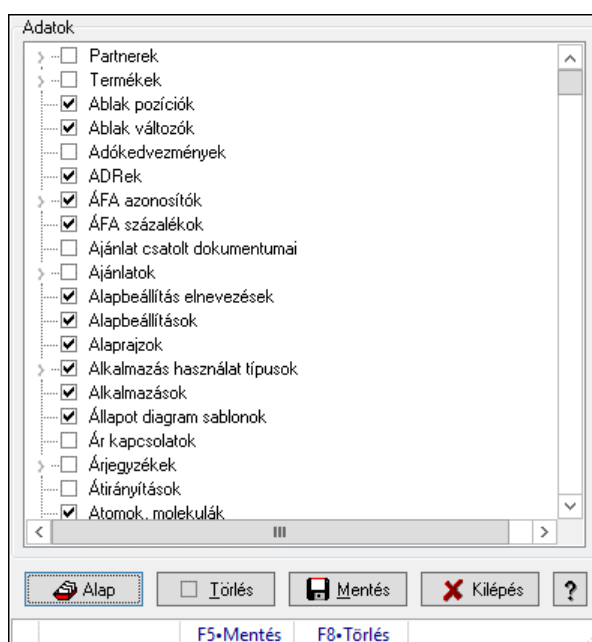 Adatok
Partnerek
Termékek
Ablak pozíciók
Ablak változók
Adókedvezmények
ADRek
ÁFA azonosítók
ÁFA százalékok
Ajánlat csatolt dokumentumai
Ajánlatok
Alapbeállítás elnevezések
Alapbeállítások
Alaprajzok
Alkalmazás használat típusok
Alkalmazások
Állapot diagram sablonok
Ár kapcsolatok
Árjegyzékek
Átirányítások
Atomok, molekulák
Alap Törlés Mentés Kilépés ?
F5•Mentés F8•Törlés